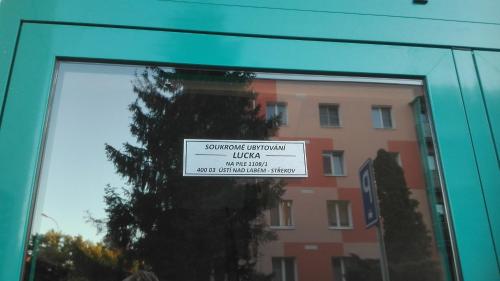 SOUKROMÉ UBYTOVÁNÍ
LUCKA
NA PILE 1108/1
400 03 ÚSTÍ NAD LABEM - STŘEKOV